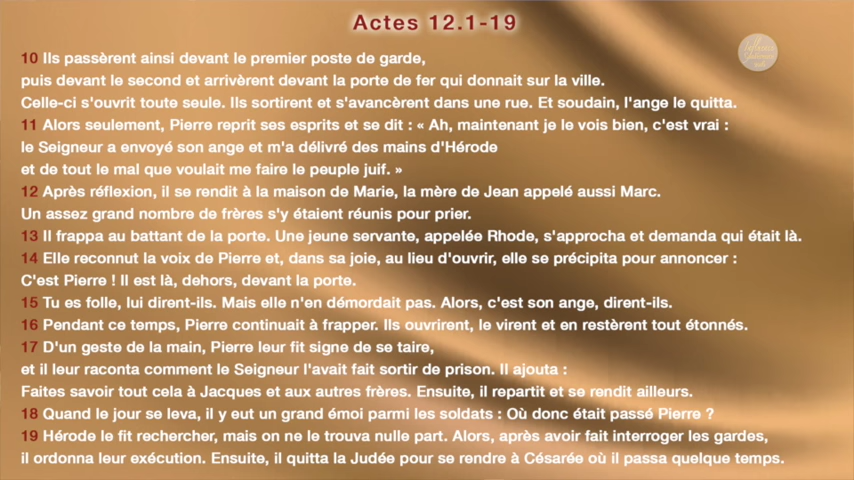 Actes 12.1-19
10 Ils passèrent ainsi devant le premier poste de garde,
puis devant le second et arrivèrent devant la porte de fer qui donnait sur la ville.
Celle-ci s'ouvrit toute seule. Ils sortirent et s'avancèrent dans une rue. Et soudain, l'ange le quitta.
11 Alors seulement, Pierre reprit ses esprits et se dit : « Ah, maintenant je le vois bien, c'est vrai :
le Seigneur a envoyé son ange et m'a délivré des mains d'Hérode
et de tout le mal que voulait me faire le peuple juif. »
12 Après réflexion, il se rendit à la maison de Marie, la mère de Jean appelé aussi Marc.
Un assez grand nombre de frères s'y étaient réunis pour prier.
13 Il frappa au battant de la porte. Une jeune servante, appelée Rhode, s'approcha et demanda qui était là.
14 Elle reconnut la voix de Pierre et, dans sa joie, au lieu d'ouvrir, elle se précipita pour annoncer :
C'est Pierre ! Il est là, dehors, devant la porte.
15 Tu es folle, lui dirent-ils. Mais elle n'en démordait pas. Alors, c'est son ange, dirent-ils.
16 Pendant ce temps, Pierre continuait à frapper. Ils ouvrirent, le virent et en restèrent tout étonnés.
17 D'un geste de la main, Pierre leur fit signe de se taire,
et il leur raconta comment le Seigneur l'avait fait sortir de prison. Il ajouta :
Faites savoir tout cela à Jacques et aux autres frères. Ensuite, il repartit et se rendit ailleurs.
18 Quand le jour se leva, il y eut un grand émoi parmi les soldats : Où donc était passé Pierre ?
19 Hérode le fit rechercher, mais on ne le trouva nulle part. Alors, après avoir fait interroger les gardes,
il ordonna leur exécution. Ensuite, il quitta la Judée pour se rendre à Césarée où il passa quelque temps.